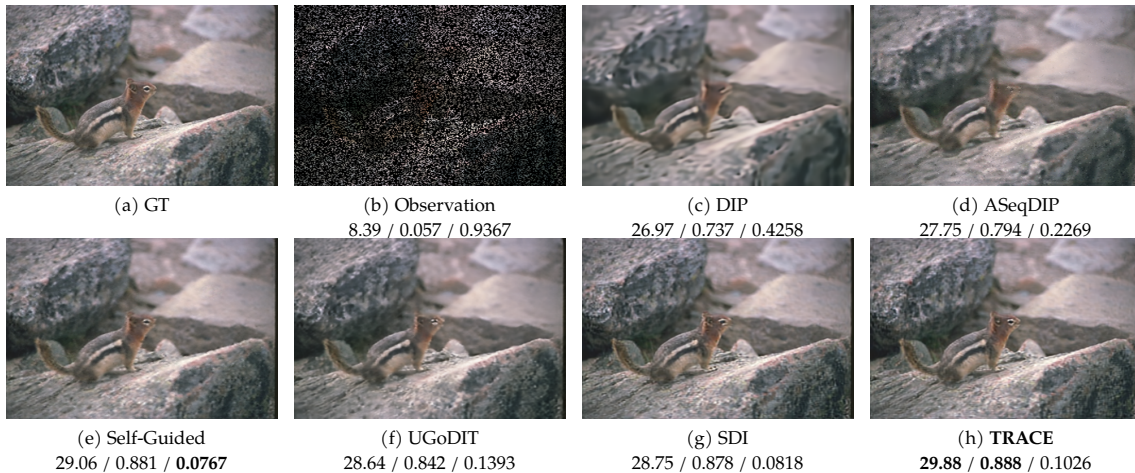 (a) GT
(b) Observation
8.39 / 0.057 / 0.9367
(c) DIP
26.97 / 0.737 / 0.4258
(d) ASeqDIP
27.75 / 0.794 / 0.2269
(e) Self-Guided
29.06 / 0.881 / 0.0767
(f) UGoDIT
28.64 / 0.842 / 0.1393
(g) SDI
28.75 / 0.878 / 0.0818
(h) TRACE
29.88 / 0.888 / 0.1026